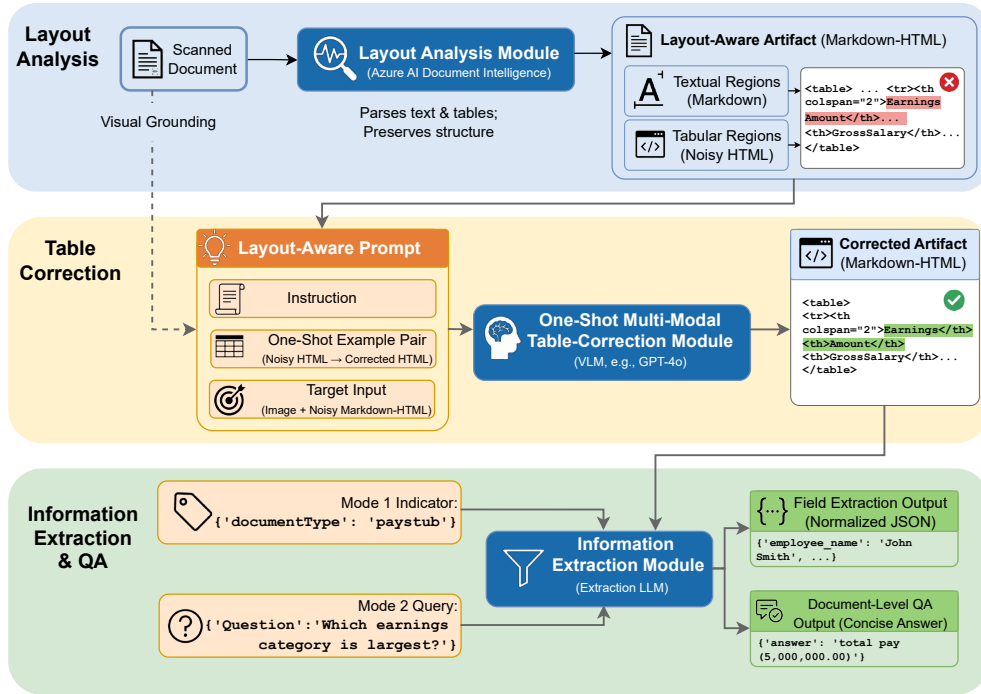 Layout
Analysis
Scanned
Document
Layout Analysis Module
(Azure AI Document Intelligence)
Parses text & tables;
Preserves structure
Visual Grounding
Layout-Aware Artifact (Markdown-HTML)
Textual Regions
(Markdown)
Tabular Regions
(Noisy HTML)
<table> ... <tr><th
colspan="2">Earnings
Amount</th>...
<th>GrossSalary</th>...
</table>
Table
Correction
Layout-Aware Prompt
Instruction
One-Shot Example Pair
(Noisy HTML → Corrected HTML)
Target Input
(Image + Noisy Markdown-HTML)
One-Shot Multi-Modal
Table-Correction Module
(VLM, e.g., GPT-4o)
Corrected Artifact
(Markdown-HTML)
<table>
<tr><th
colspan="2">Earnings</th>
<th>Amount</th>
<th>GrossSalary</th>...
</table>
Information
Extraction
& QA
Mode 1 Indicator:
{'documentType': 'paystub'}
Mode 2 Query:
{'Question':'Which earnings
category is largest?'}
Information
Extraction Module
(Extraction LLM)
Field Extraction Output
(Normalized JSON)
{'employee_name': 'John
Smith', ...}
Document-Level QA
Output (Concise Answer)
{'answer': 'total pay
(5,000,000.00)'}